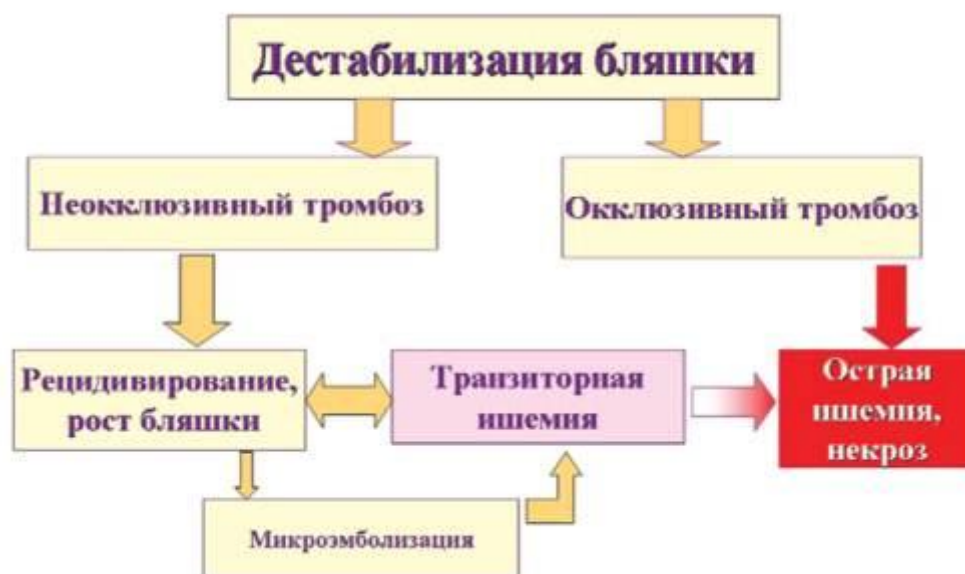 Дестабилизация бляшки
Неокклюзивный тромбоз
Окклюзивный тромбоз
Рецидивирование,
рост бляшки
Транзиторная
ишемия
Острая
ишемия,
некроз
Микроэмболизация